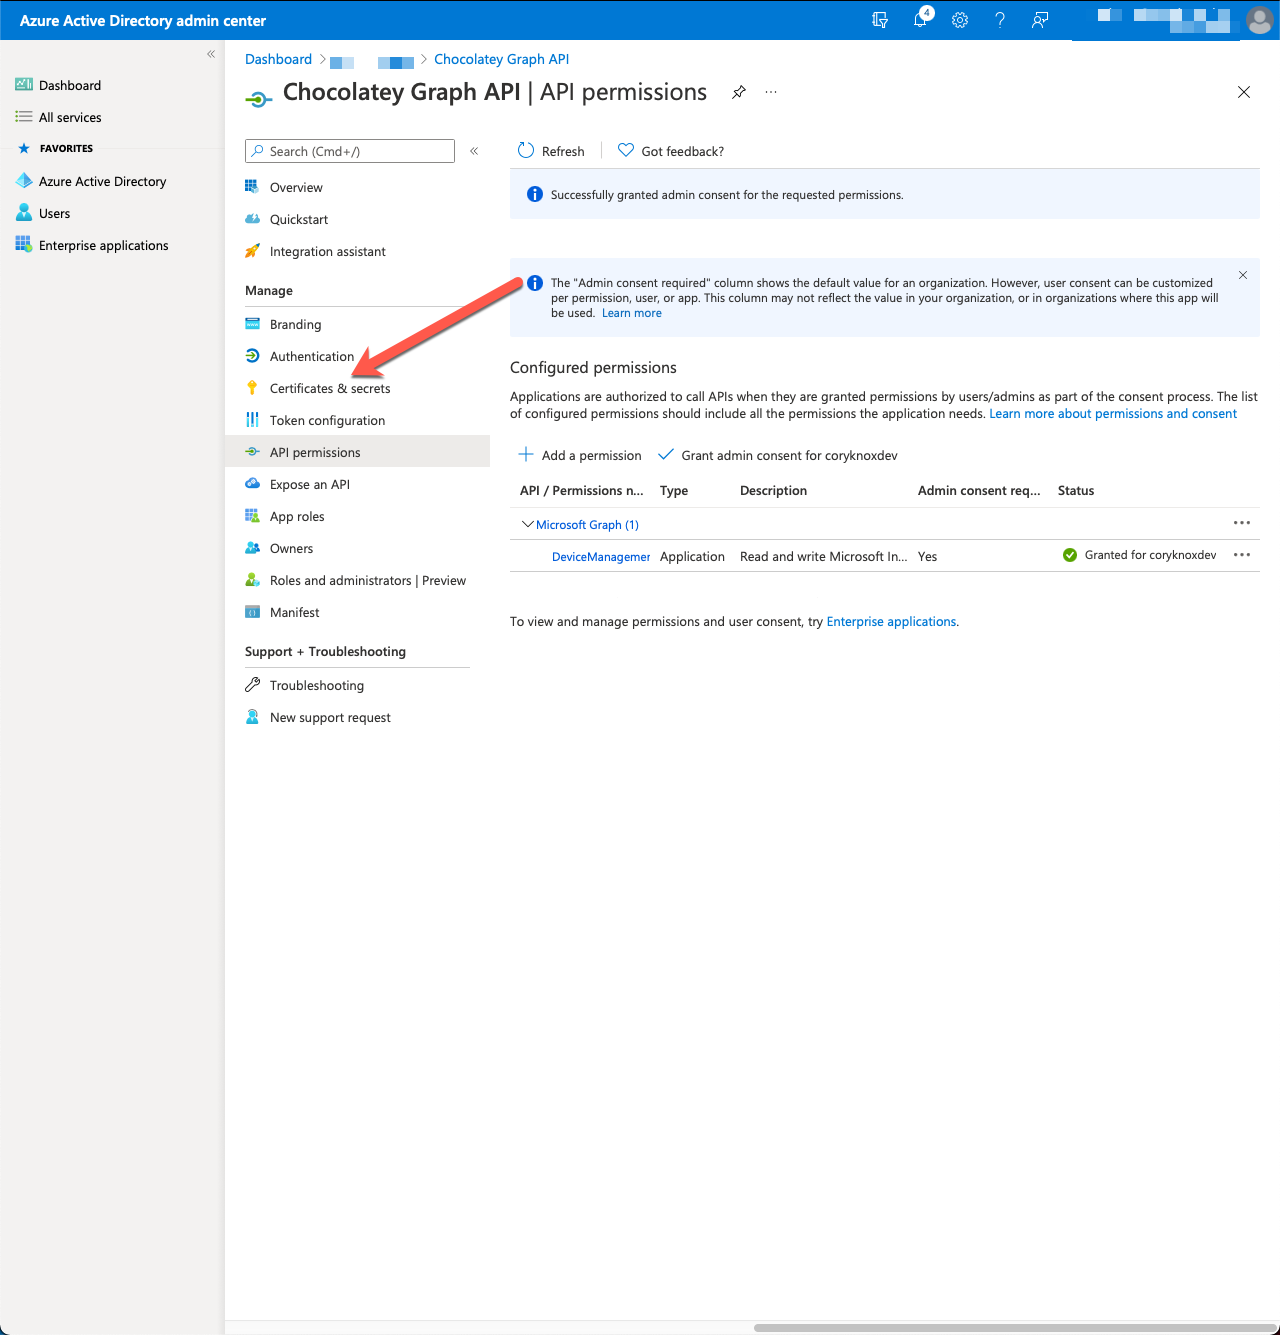 Azure Active Directory admin center
4
Dashboard
All services
FAVORITES
Azure Active Directory
Users
Enterprise applications
Dashboard
Chocolatey Graph API
Chocolatey Graph API | API permissions
Search (Cmd+/)
Overview
Quickstart
Integration assistant
Manage
Branding
Authentication
Certificates & secrets
Token configuration
API permissions
Expose an API
App roles
Owners
Roles and administrators | Preview
Manifest
Support + Troubleshooting
Troubleshooting
New support request
Refresh
Got feedback?
Successfully granted admin consent for the requested permissions.
The "Admin consent required" column shows the default value for an organization. However, user consent can be customized
per permission, user, or app. This column may not reflect the value in your organization, or in organizations where this app will
be used. Learn more
Configured permissions
Applications are authorized to call APIs when they are granted permissions by users/admins as part of the consent process. The list
of configured permissions should include all the permissions the application needs. Learn more about permissions and consent
Add a permission
Grant admin consent for coryknoxdev
API / Permissions n... Type Description Admin consent req... Status
Microsoft Graph (1)
DeviceManagemer Application Read and write Microsoft In... Yes Granted for coryknoxdev
To view and manage permissions and user consent, try Enterprise applications.